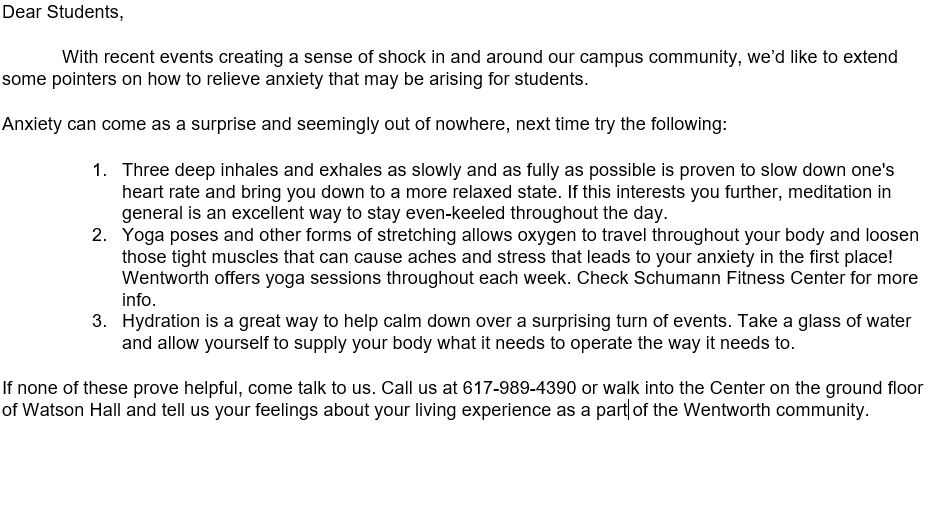 Dear Students,
With recent events creating a sense of shock in and around our campus community, we’d like to extend
some pointers on how to relieve anxiety that may be arising for students.
Anxiety can come as a surprise and seemingly out of nowhere, next time try the following:
1. Three deep inhales and exhales as slowly and as fully as possible is proven to slow down one's
heart rate and bring you down to a more relaxed state. If this interests you further, meditation in
general is an excellent way to stay even-keeled throughout the day.
2. Yoga poses and other forms of stretching allows oxygen to travel throughout your body and loosen
those tight muscles that can cause aches and stress that leads to your anxiety in the first place!
Wentworth offers yoga sessions throughout each week. Check Schumann Fitness Center for more
info.
3. Hydration is a great way to help calm down over a surprising turn of events. Take a glass of water
and allow yourself to supply your body what it needs to operate the way it needs to.
If none of these prove helpful, come talk to us. Call us at 617-989-4390 or walk into the Center on the ground floor
of Watson Hall and tell us your feelings about your living experience as a part of the Wentworth community.